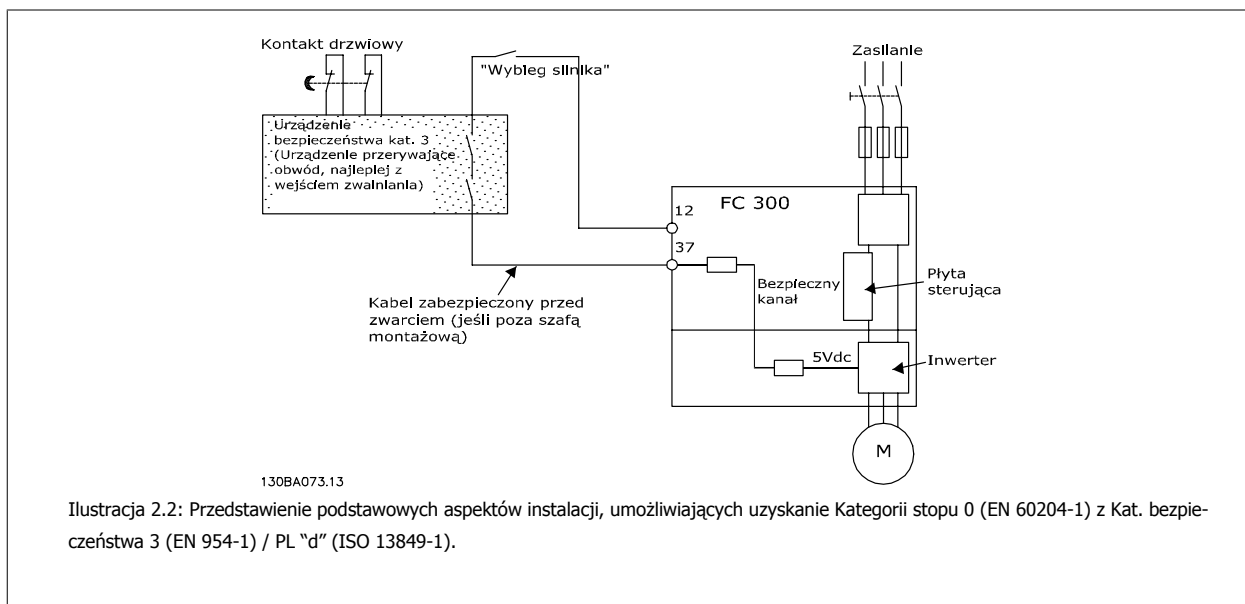 Kontakt drzwiowy
"Wybieg silnika"
Zasilanie
Urządzenie
bezpieczeństwa kat. 3
(Urządzenie przerywające
obwód, najlepiej z
wejściem zwalniania)
FC 300
12
37
Bezpieczny
kanał
Płyta
sterująca
Kabel zabezpieczony przed
zwarciem (jeśli poza szafą
montażową)
5Vdc
Inwerter
M
130BA073.13
Ilustracja 2.2: Przedstawienie podstawowych aspektów instalacji, umożliwiających uzyskanie Kategorii stopu 0 (EN 60204-1) z Kat. bezpie-
czeństwa 3 (EN 954-1) / PL “d” (ISO 13849-1).